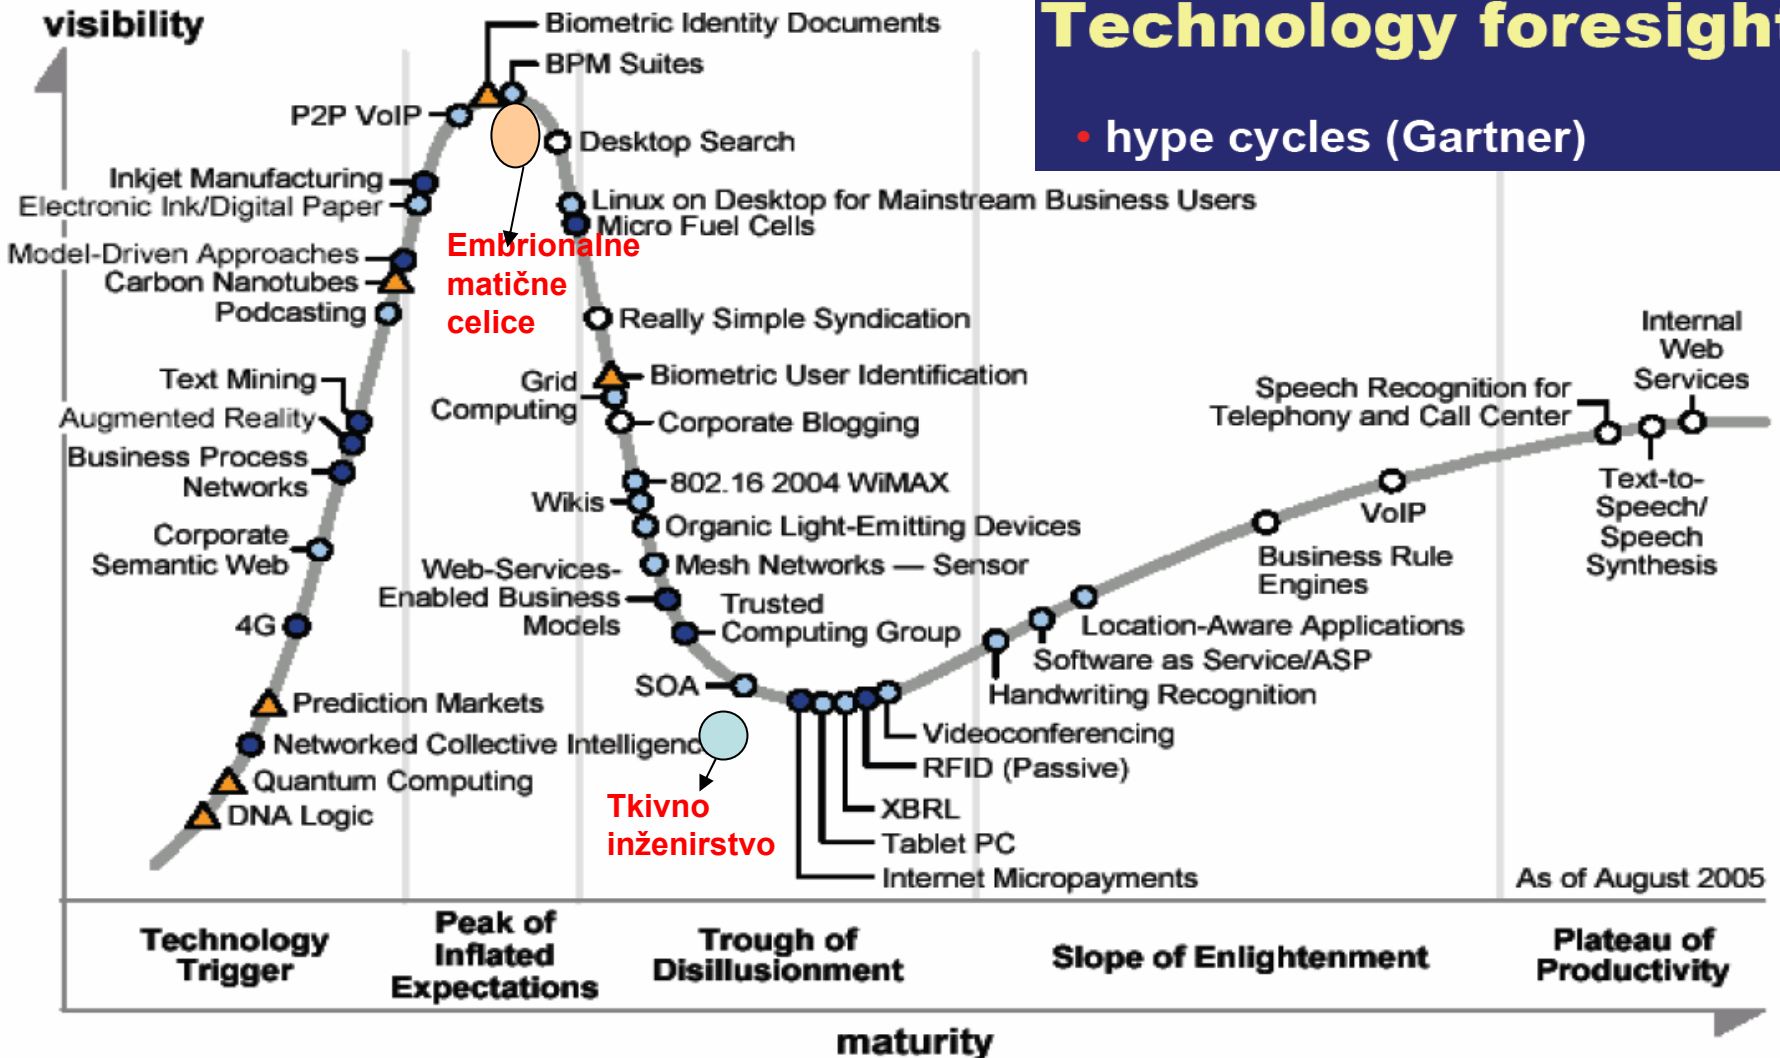 visibility
Technology foresight
• hype cycles (Gartner)
Biometric Identity Documents
BPM Suites
P2P VoIP
Desktop Search
Inkjet Manufacturing
Electronic Ink/Digital Paper
Linux on Desktop for Mainstream Business Users
Micro Fuel Cells
Embrionalne
matične
celice
Model-Driven Approaches
Carbon Nanotubes
Podcasting
Really Simple Syndication
Text Mining
Augmented Reality
Business Process
Networks
Grid
Computing
Biometric User Identification
Corporate Blogging
802.16 2004 WiMAX
Wikis
Organic Light-Emitting Devices
Corporate
Semantic Web
Mesh Networks — Sensor
Web-Services-
Enabled Business
Models
Trusted
Computing Group
4G
SOA
Prediction Markets
Networked Collective Intelligenc
Quantum Computing
DNA Logic
Tkivno
inženirstvo
Videoconferencing
RFID (Passive)
XBRL
Tablet PC
Internet Micropayments
Handwriting Recognition
Software as Service/ASP
Location-Aware Applications
Business Rule
Engines
VoIP
Speech Recognition for
Telephony and Call Center
Internal
Web
Services
Text-to-
Speech/
Speech
Synthesis
As of August 2005
Technology
Trigger
Peak of
Inflated
Expectations
Trough of
Disillusionment
Slope of Enlightenment
Plateau of
Productivity
maturity